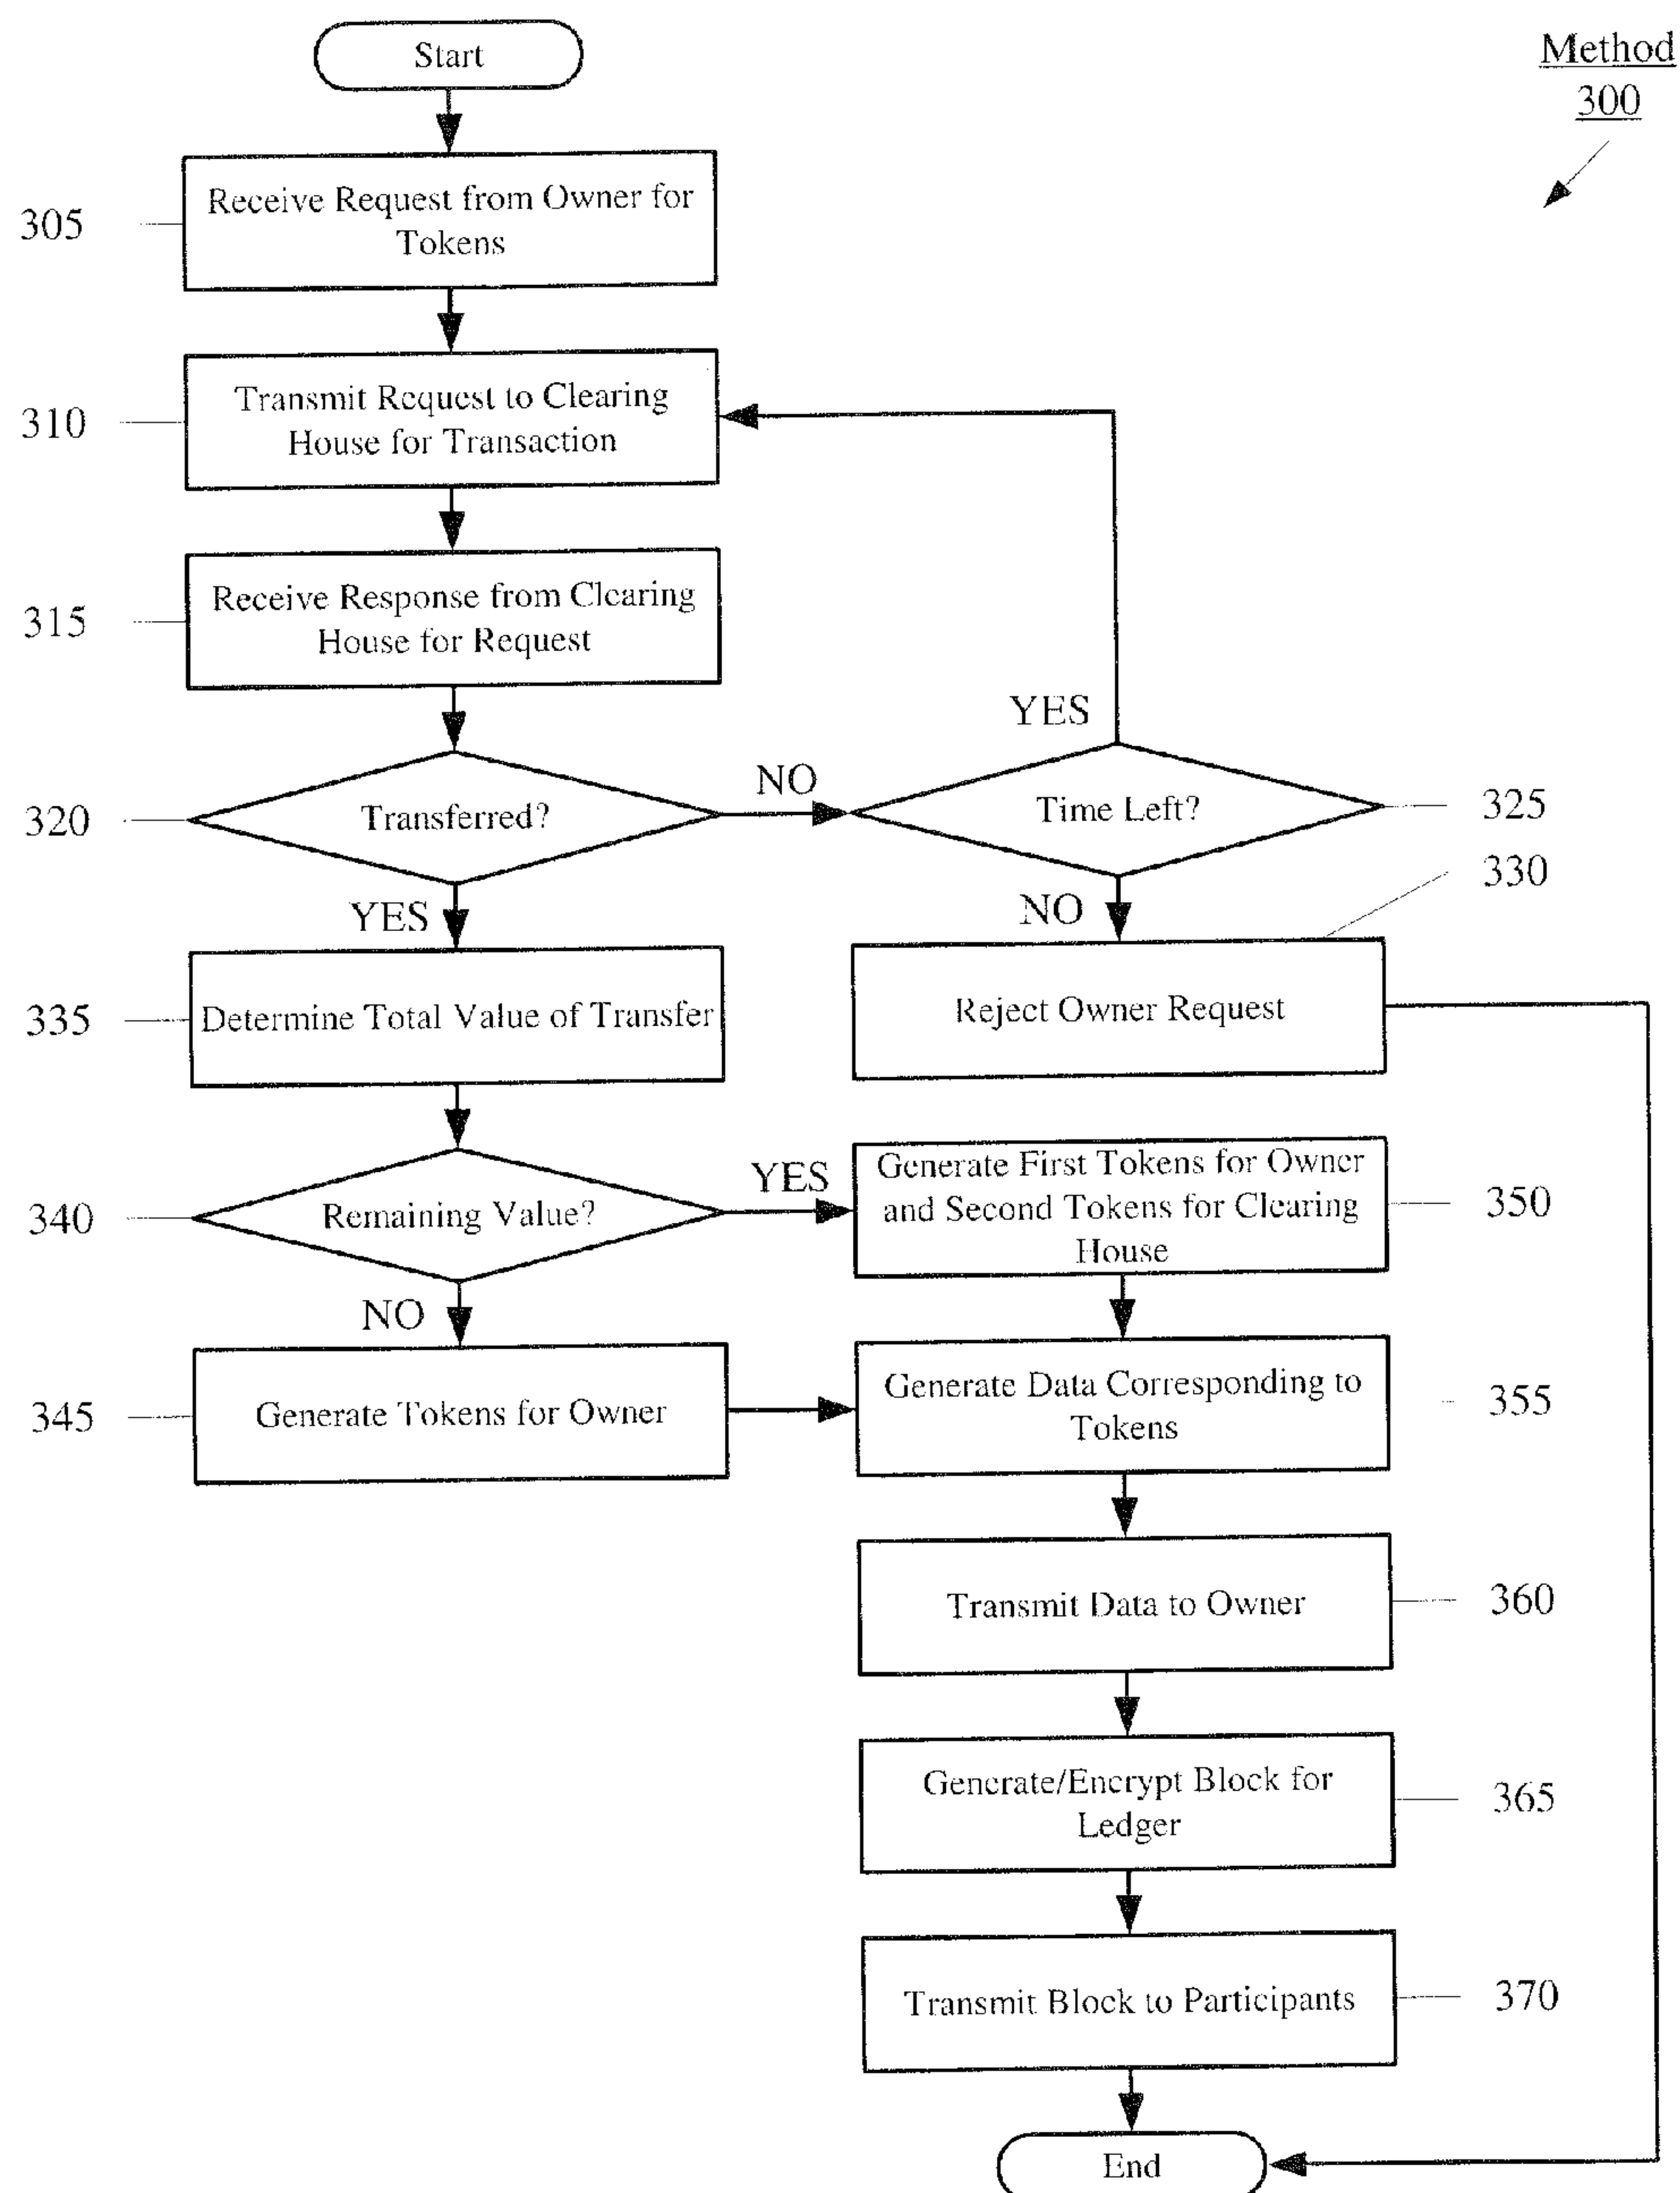 Start
Method
300
305
Receive Request from Owner for
Tokens
310
Transmit Request to Clearing
House for Transaction
315
Receive Response from Clearing
House for Request
YES
320
Transferred?
NO
Time Left?
325
330
YES
NO
335
Determine Total Value of Transfer
Reject Owner Request
340
Remaining Value?
YES
Generate First Tokens for Owner
and Second Tokens for Clearing
House
350
NO
345
Generate Tokens for Owner
Generate Data Corresponding to
Tokens
355
Transmit Data to Owner
360
Generate/Encrypt Block for
Ledger
365
Transmit Block to Participants
370
End